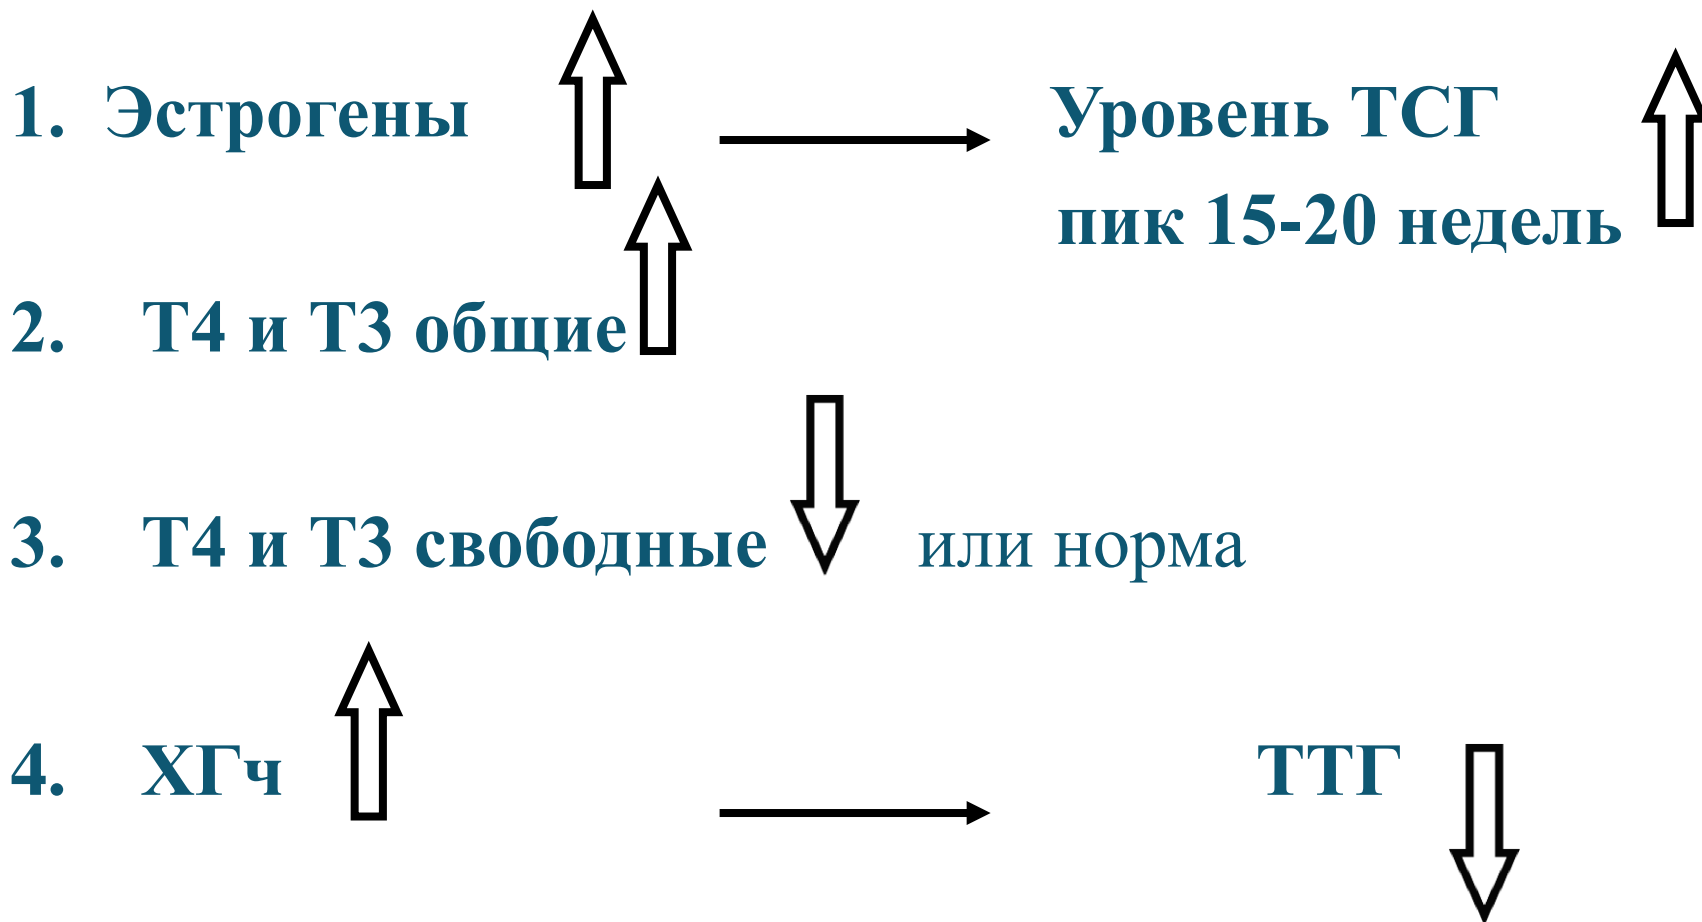 1. Эстрогены Уровень ТСГ
пик 15-20 недель
2. Т4 и Т3 общие
3. Т4 и Т3 свободные или норма
4. ХГч ТТГ